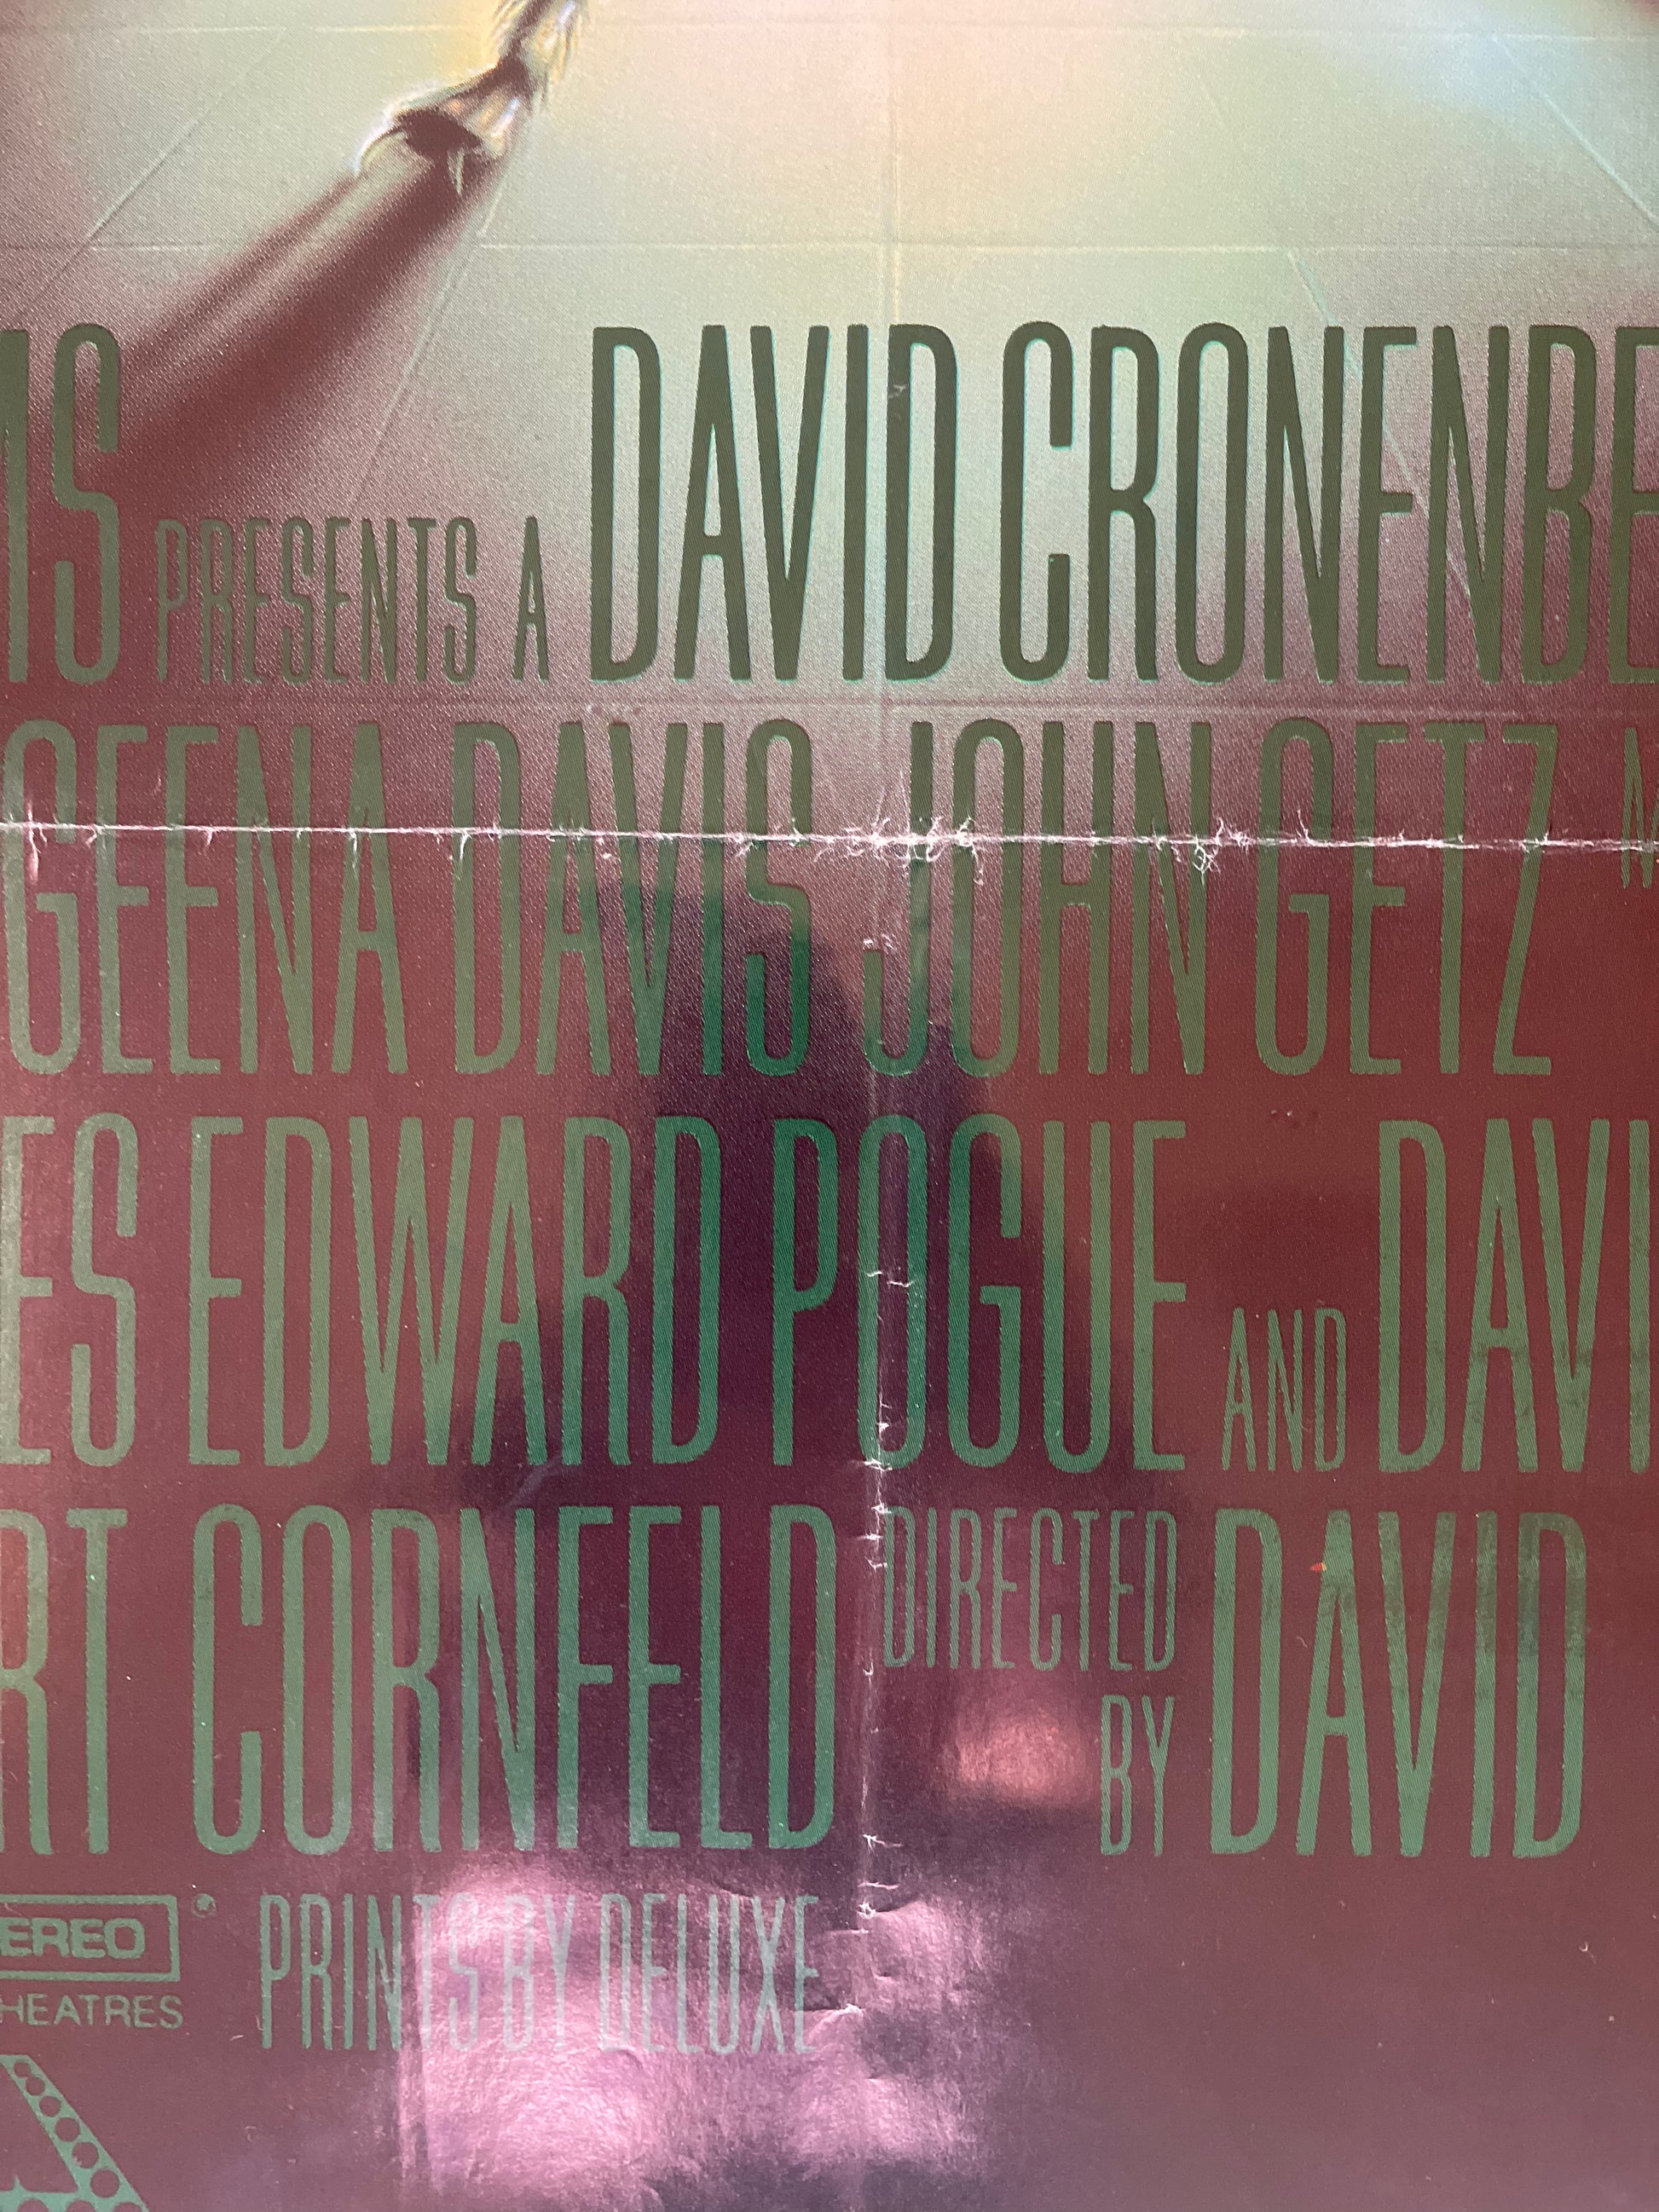 MS PRESENTS A DAVID CRONENBE
GEENA DAVIS JOHN GETZ
ES EDWARD POGUE AND DAVI
RT CORNFELD DIRECTED BY DAVID
EREO PRINTS BY DELUXE
HEATRES